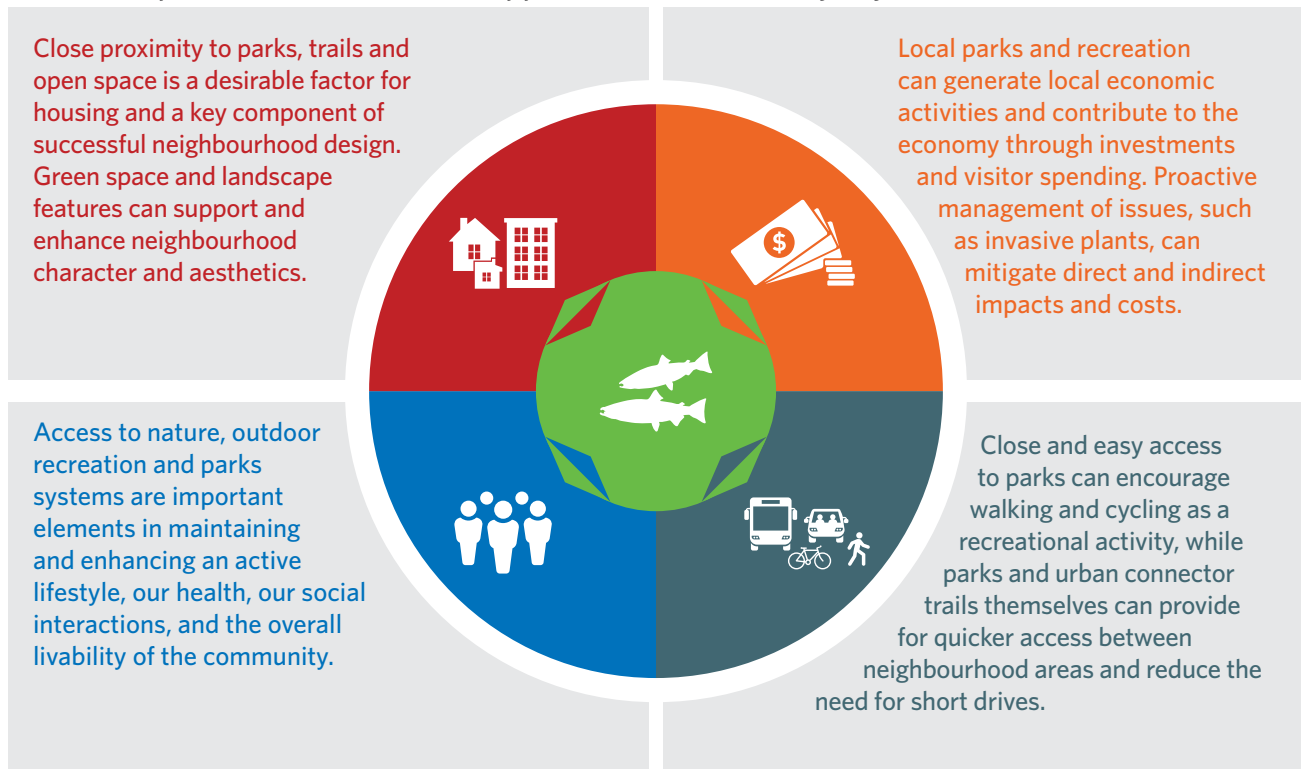 Close proximity to parks, trails and
open space is a desirable factor for
housing and a key component of
successful neighbourhood design.
Green space and landscape
features can support and
enhance neighbourhood
character and aesthetics.
Local parks and recreation
can generate local economic
activities and contribute to the
economy through investments
and visitor spending. Proactive
management of issues, such
as invasive plants, can
mitigate direct and indirect
impacts and costs.
$
Access to nature, outdoor
recreation and parks
systems are important
elements in maintaining
and enhancing an active
lifestyle, our health, our social
interactions, and the overall
livability of the community.
Close and easy access
to parks can encourage
walking and cycling as a
recreational activity, while
parks and urban connector
trails themselves can provide
for quicker access between
neighbourhood areas and reduce the
need for short drives.